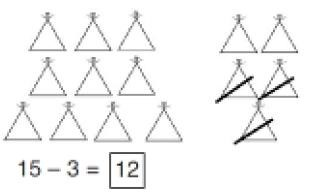 15 – 3 = 12